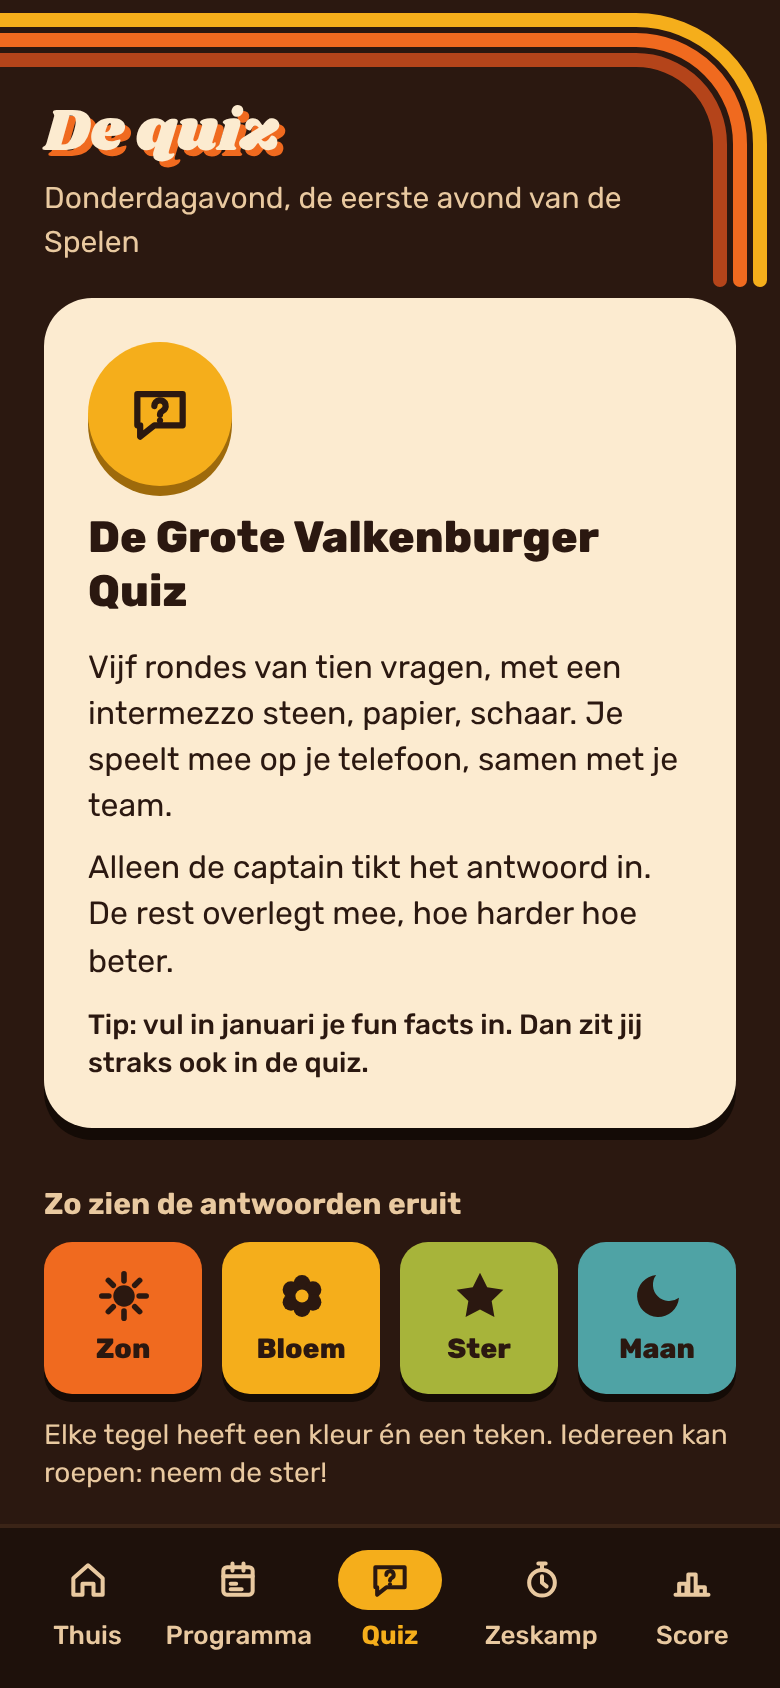 De quiz
Donderdagavond, de eerste avond van de
Spelen
De Grote Valkenburger
Quiz
Vijf rondes van tien vragen, met een
intermezzo steen, papier, schaar. Je
speelt mee op je telefoon, samen met je
team.
Alleen de captain tikt het antwoord in.
De rest overlegt mee, hoe harder hoe
beter.
Tip: vul in januari je fun facts in. Dan zit jij
straks ook in de quiz.
Zo zien de antwoorden eruit
Zon
Bloem
Ster
Maan
Elke tegel heeft een kleur én een teken. Iedereen kan
roepen: neem de ster!
Thuis
Programma
Quiz
Zeskamp
Score